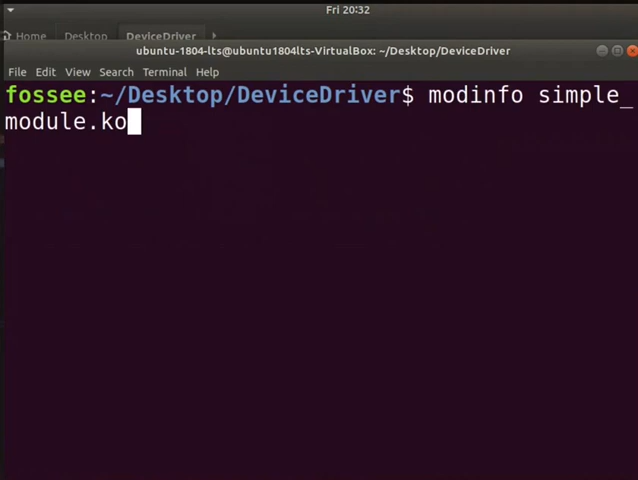 Fri 20:32
Home Desktop DeviceDriver
ubuntu-1804-lts@ubuntu1804lts-VirtualBox: ~/Desktop/DeviceDriver
File Edit View Search Terminal Help
fossee:~/Desktop/DeviceDriver$ modinfo simple_
module.ko